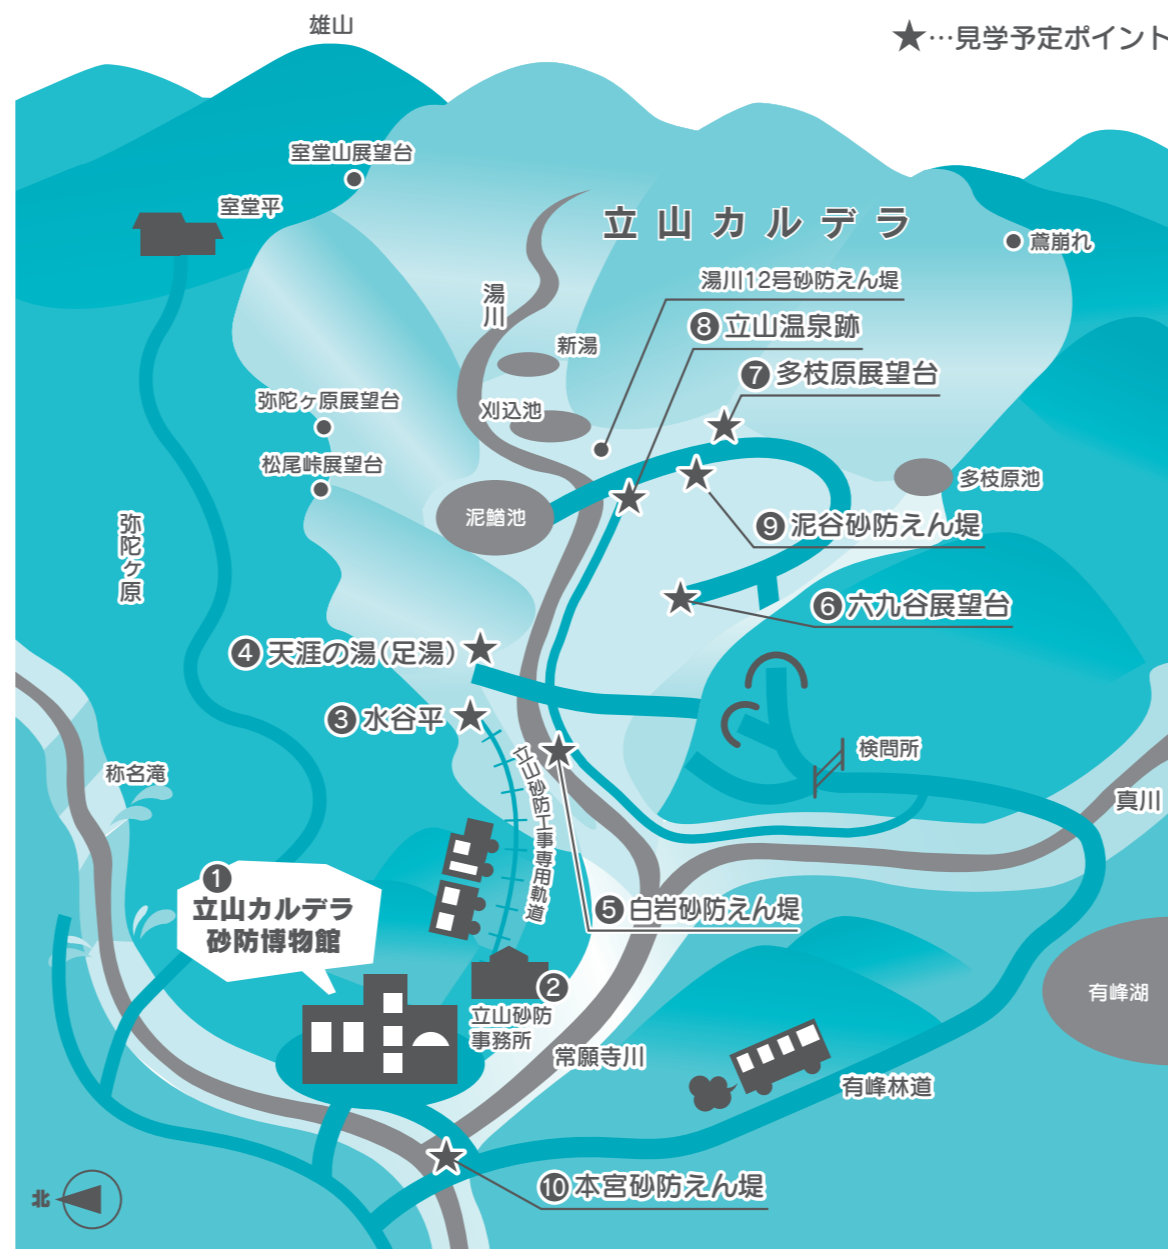 雄山
★…見学予定ポイント
室堂山展望台
室堂平
立山カルデラ
鳶崩れ
湯川12号砂防えん堤
湯川
❽立山温泉跡
新湯
❼多枝原展望台
弥陀ヶ原展望台
刈込池
松尾峠展望台
多枝原池
泥鰌池
弥陀ヶ原
❾泥谷砂防えん堤
❻六九谷展望台
❹天涯の湯(足湯)
❸水谷平
検問所
称名滝
立山砂防工事専用軌道
真川
❶
立山カルデラ
砂防博物館
❺白岩砂防えん堤
❷
立山砂防
事務所
有峰湖
常願寺川
有峰林道
❿本宮砂防えん堤
北